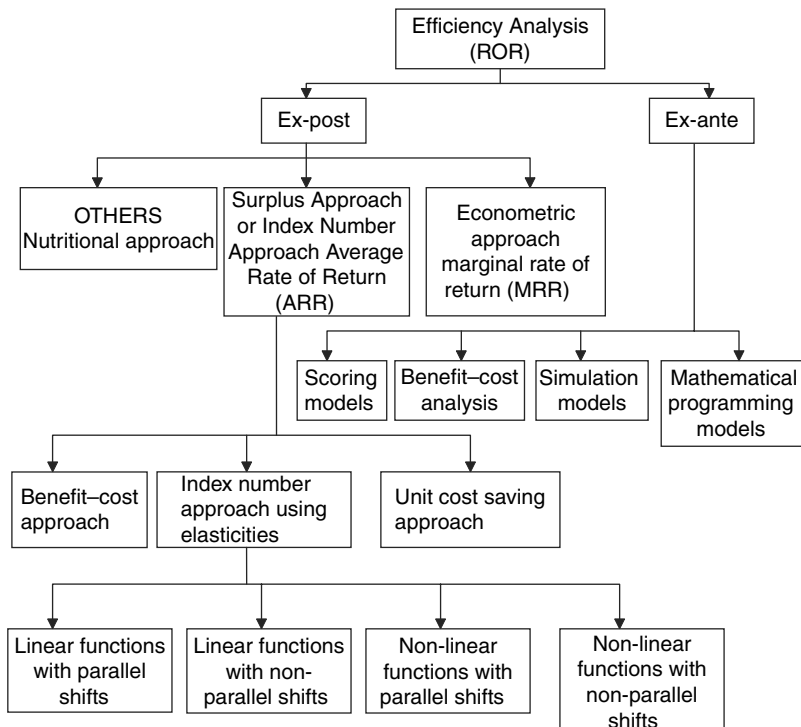 Efficiency Analysis
(ROR)
Ex-post
Ex-ante
OTHERS
Nutritional approach
Surplus Approach
or Index Number
Approach Average
Rate of Return
(ARR)
Econometric
approach
marginal rate of
return (MRR)
Scoring
models
Benefit–cost
analysis
Simulation
models
Mathematical
programming
models
Benefit–cost
approach
Index number
approach using
elasticities
Unit cost saving
approach
Linear functions
with parallel
shifts
Linear functions
with non-
parallel shifts
Non-linear
functions with
parallel shifts
Non-linear
functions with
non-parallel
shifts